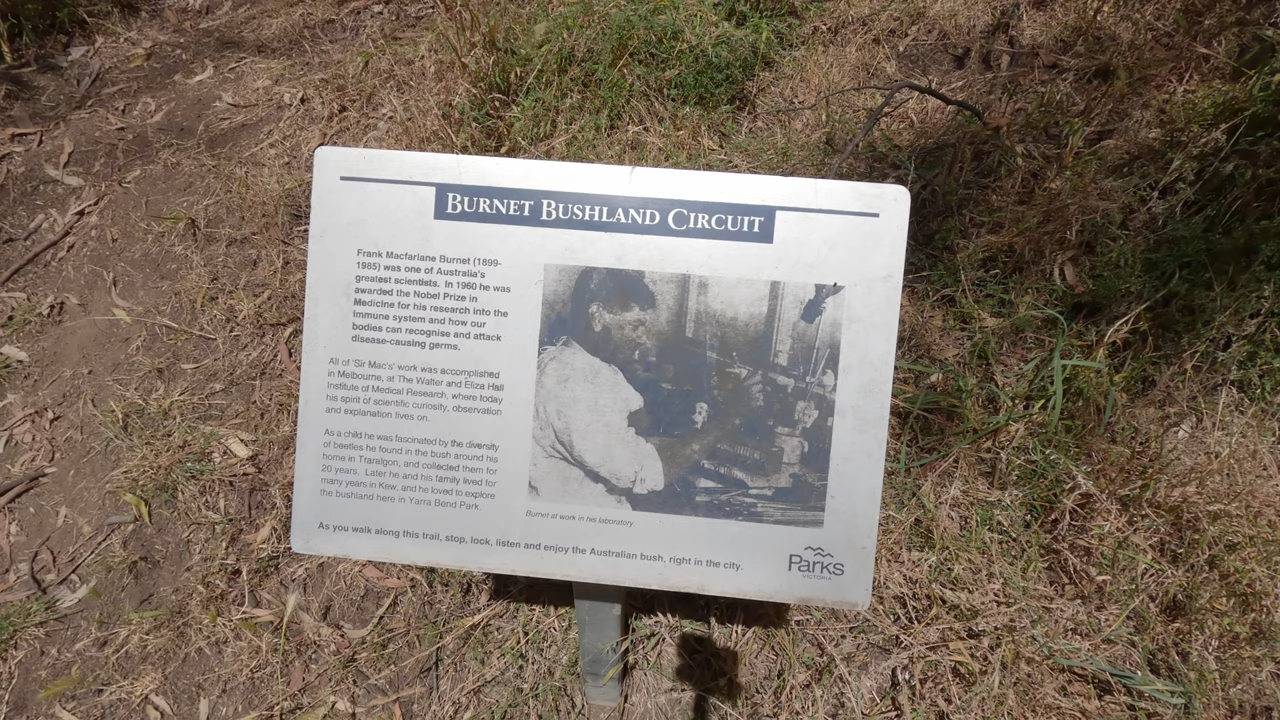 BURNET BUSHLAND CIRCUIT
Frank Macfarlane Burnet (1899-
1985) was one of Australia's
greatest scientists. In 1960 he was
awarded the Nobel Prize in
Medicine for his research into the
immune system and how our
bodies can recognise and attack
disease-causing germs.
All of 'Sir Mac's' work was accomplished
in Melbourne, at The Walter and Eliza Hall
Institute of Medical Research, where today
his spirit of scientific curiosity, observation
and explanation lives on.
As a child he was fascinated by the diversity
of beetles he found in the bush around his
home in Traralgon, and collected them for
20 years. Later he and his family lived for
many years in Kew, and he loved to explore
the bushland here in Yarra Bend Park.
Burnet at work in his laboratory
As you walk along this trail, stop, look, listen and enjoy the Australian bush, right in the city.
Parks
VICTORIA